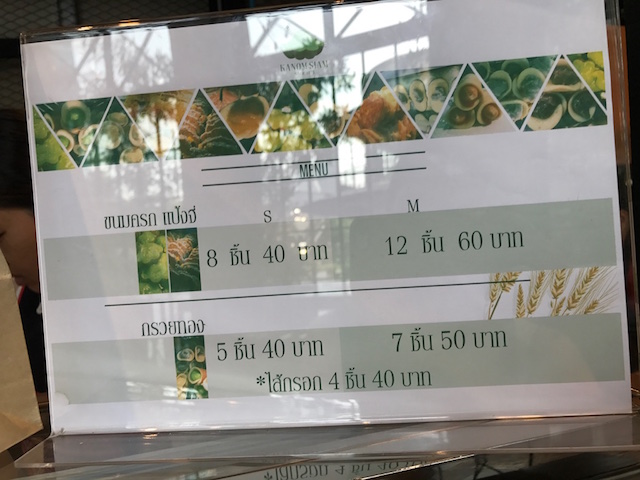 KANOM SIAM
MENU
ขนมครก แป้งจี่ S M
8 ชิ้น 40 บาท 12 ชิ้น 60 บาท
กรวยทอง
5 ชิ้น 40 บาท 7 ชิ้น 50 บาท
*ไส้กรอก 4 ชิ้น 40 บาท